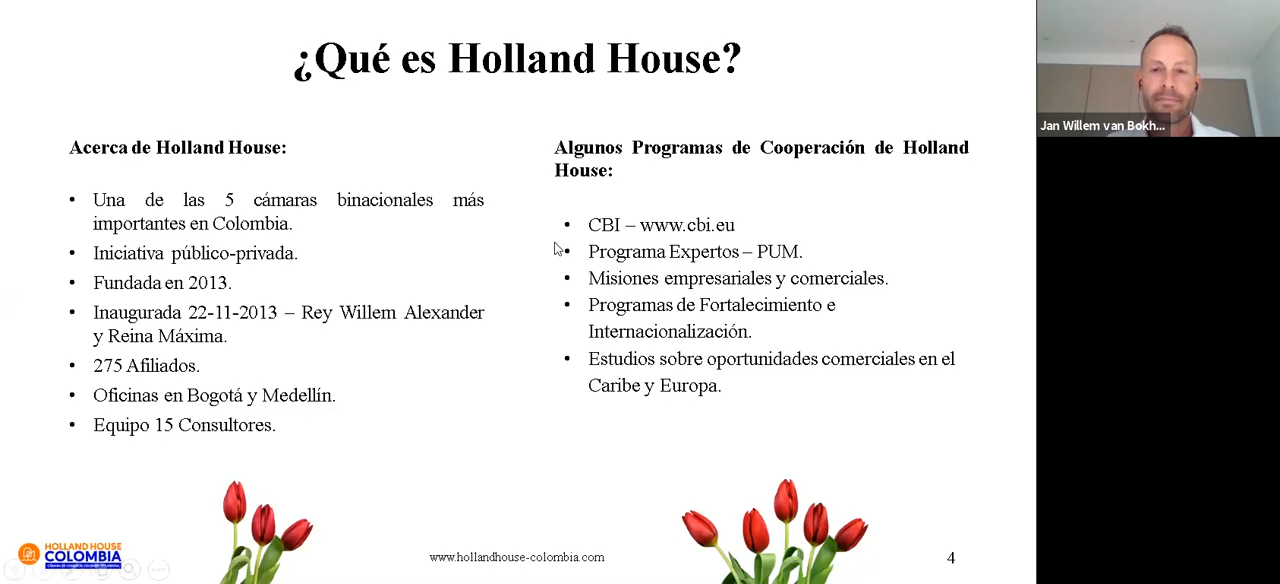 ¿Qué es Holland House?
Acerca de Holland House:
• Una de las 5 cámaras binacionales más
importantes en Colombia.
• Iniciativa público-privada.
• Fundada en 2013.
• Inaugurada 22-11-2013 – Rey Willem Alexander
y Reina Máxima.
• 275 Afiliados.
• Oficinas en Bogotá y Medellín.
• Equipo 15 Consultores.
Algunos Programas de Cooperación de Holland
House:
• CBI – www.cbi.eu
• Programa Expertos – PUM.
• Misiones empresariales y comerciales.
• Programas de Fortalecimiento e
Internacionalización.
• Estudios sobre oportunidades comerciales en el
Caribe y Europa.
HOLLAND HOUSE
COLOMBIA
www.hollandhouse-colombia.com
4
Jan Willem van Bokh...